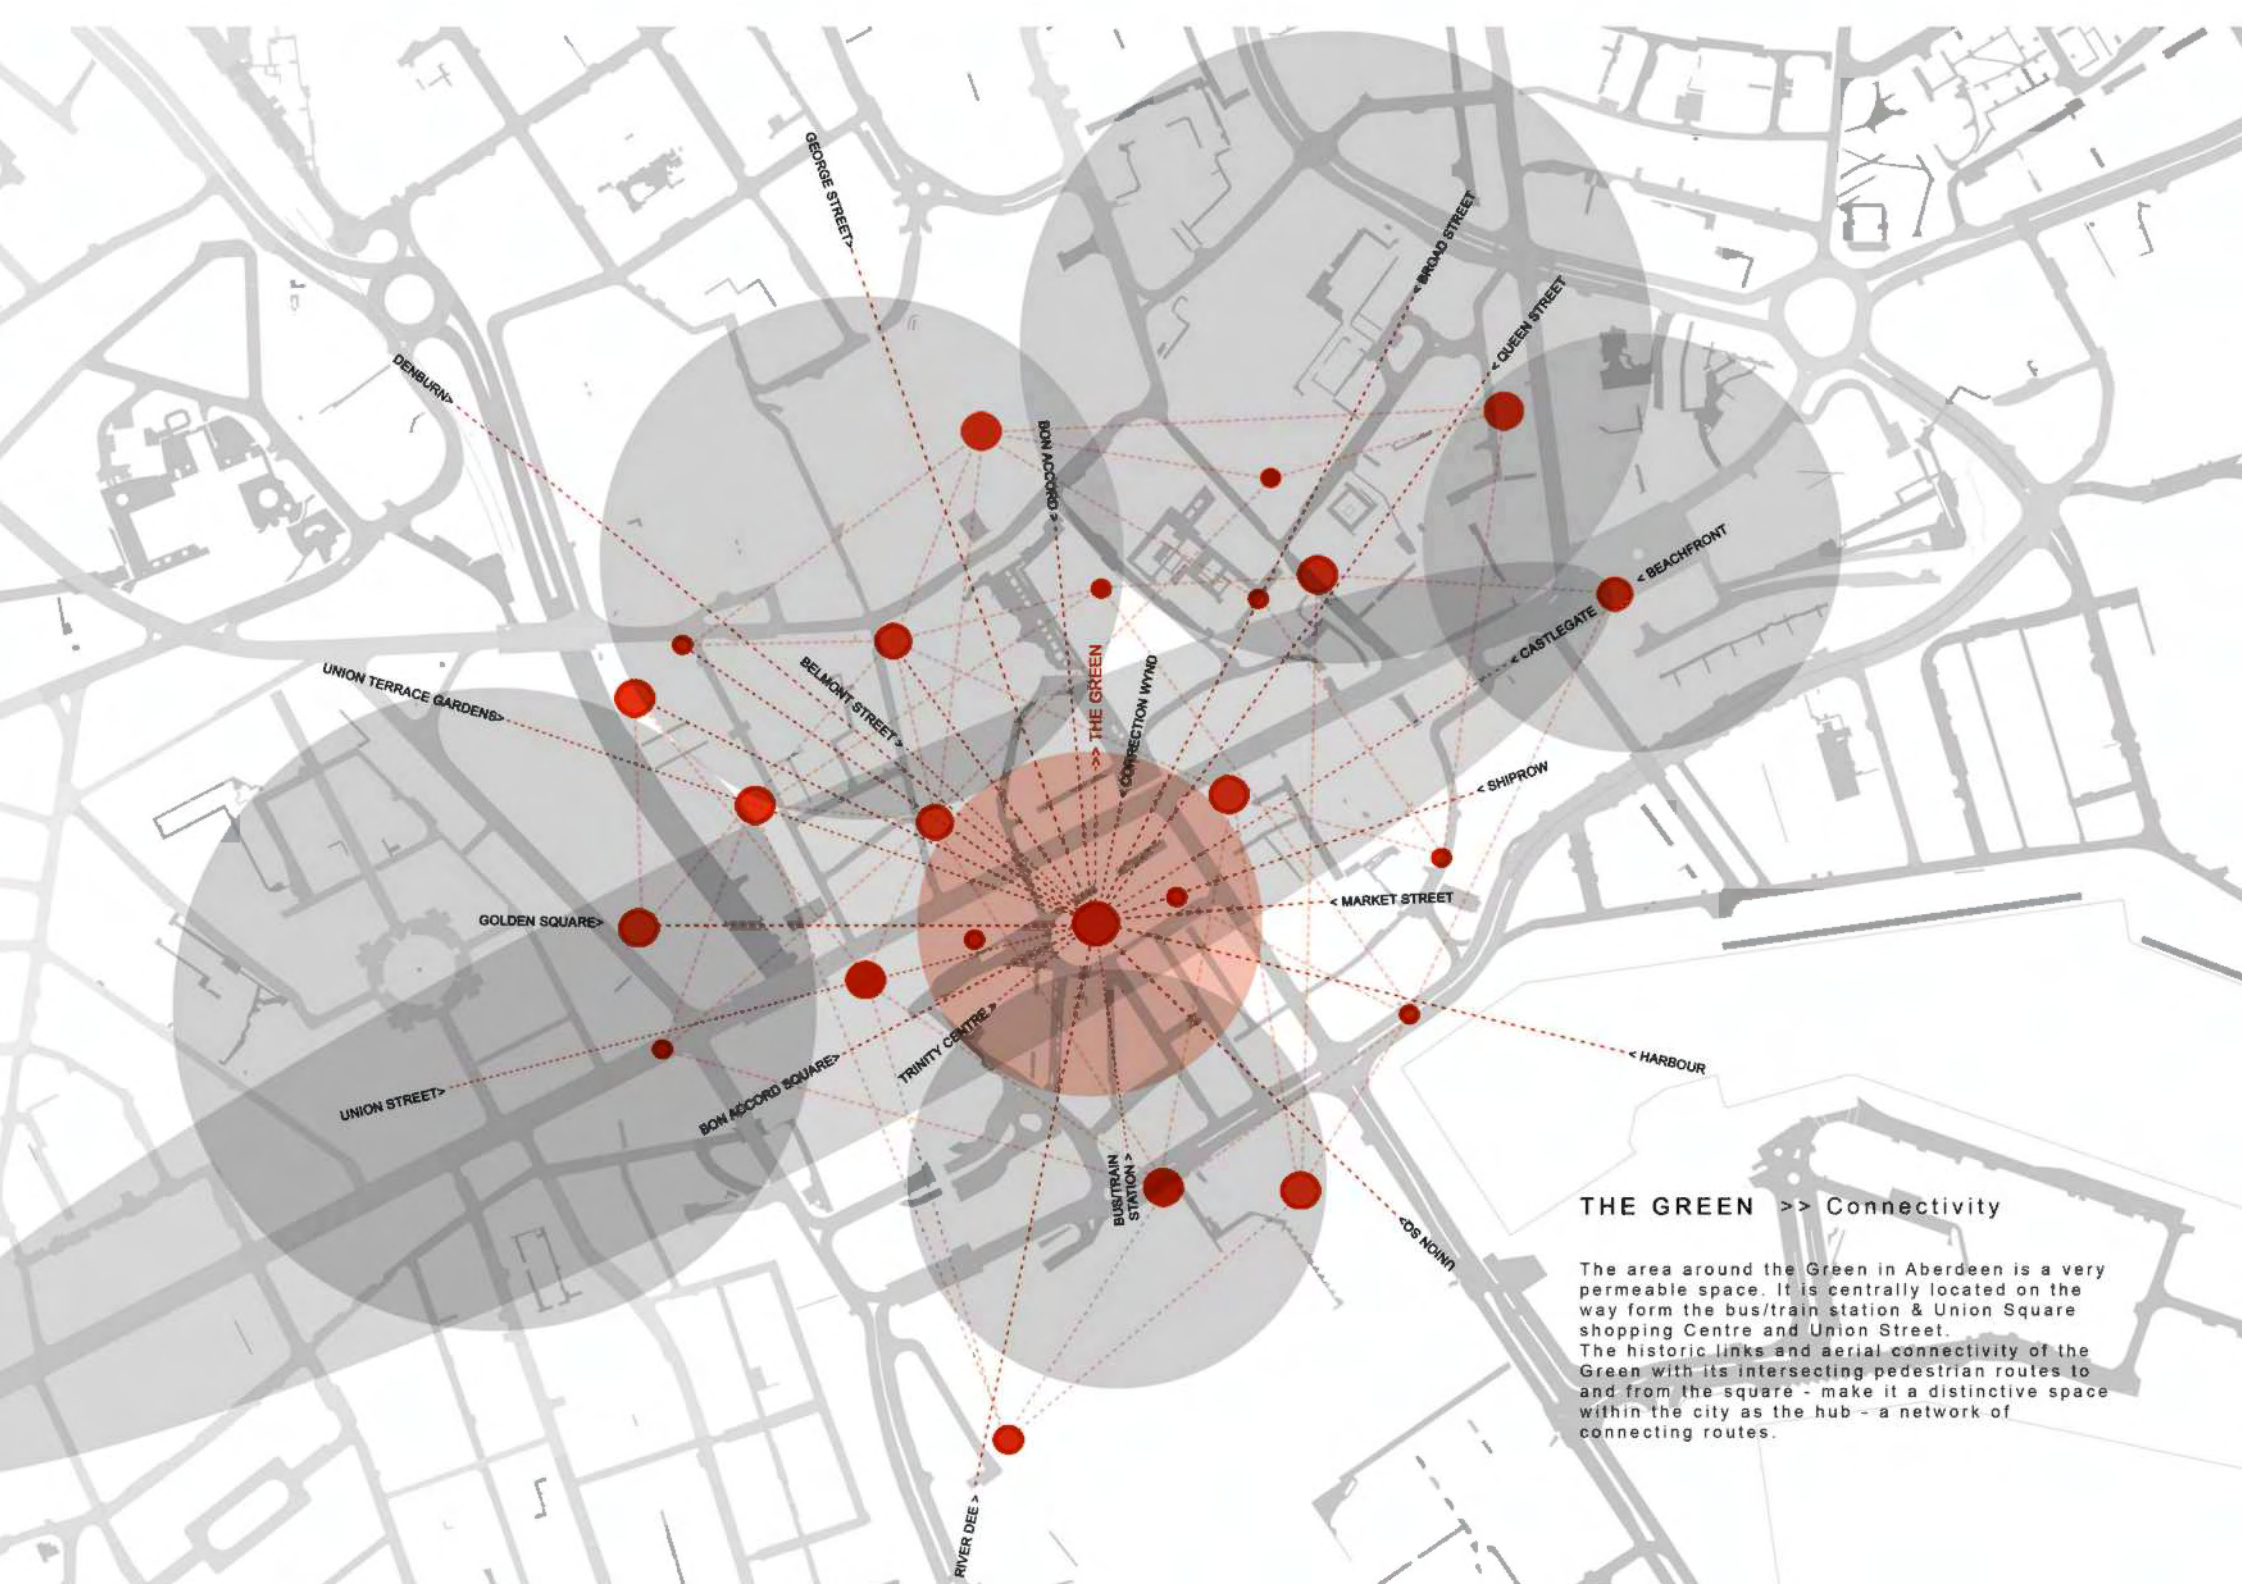 GEORGE STREET>
< BROAD STREET
< QUEEN STREET
DENBURN>
BON ACCORD >
< BEACHFRONT
< CASTLEGATE
UNION TERRACE GARDENS>
BELMONT STREET >
>> THE GREEN
< CORRECTION WYND
< SHIPROW
< MARKET STREET
GOLDEN SQUARE>
UNION STREET>
BON ACCORD SQUARE>
TRINITY CENTRE >
< HARBOUR
BUS/TRAIN
STATION >
<UNION SQ
RIVER DEE >
THE GREEN >> Connectivity
The area around the Green in Aberdeen is a very
permeable space. It is centrally located on the
way form the bus/train station & Union Square
shopping Centre and Union Street.
The historic links and aerial connectivity of the
Green with its intersecting pedestrian routes to
and from the square - make it a distinctive space
within the city as the hub - a network of
connecting routes.